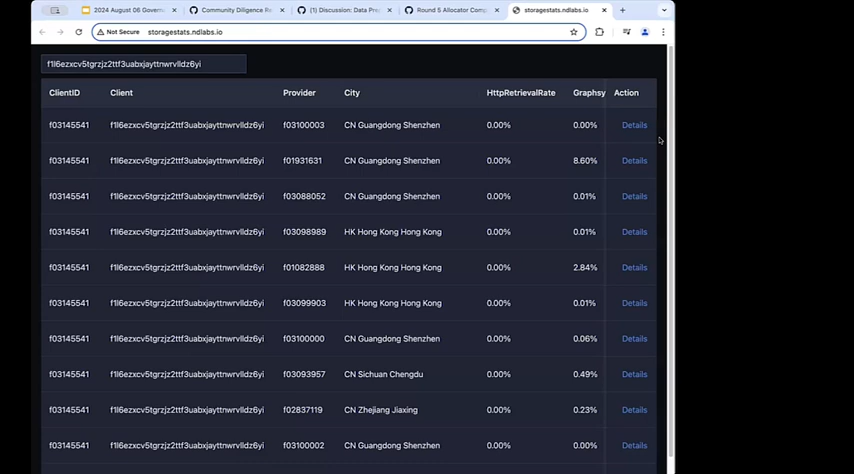 2024 August 06 Governa
Community Diligence Re
(1) Discussion: Data Prep
Round 5 Allocator Comp
storagestats.ndlabs.io
Not Secure storagestats.ndlabs.io
f1l6ezxcv5tgrzjz2ttf3uabxjayttnwrvlldz6yi
ClientID Client Provider City HttpRetrievalRate Graphsy Action
f03145541 f1l6ezxcv5tgrzjz2ttf3uabxjayttnwrvlldz6yi f03100003 CN Guangdong Shenzhen 0.00% 0.00% Details
f03145541 f1l6ezxcv5tgrzjz2ttf3uabxjayttnwrvlldz6yi f01931631 CN Guangdong Shenzhen 0.00% 8.60% Details
f03145541 f1l6ezxcv5tgrzjz2ttf3uabxjayttnwrvlldz6yi f03088052 CN Guangdong Shenzhen 0.00% 0.01% Details
f03145541 f1l6ezxcv5tgrzjz2ttf3uabxjayttnwrvlldz6yi f03098989 HK Hong Kong Hong Kong 0.00% 0.01% Details
f03145541 f1l6ezxcv5tgrzjz2ttf3uabxjayttnwrvlldz6yi f01082888 HK Hong Kong Hong Kong 0.00% 2.84% Details
f03145541 f1l6ezxcv5tgrzjz2ttf3uabxjayttnwrvlldz6yi f03099903 HK Hong Kong Hong Kong 0.00% 0.01% Details
f03145541 f1l6ezxcv5tgrzjz2ttf3uabxjayttnwrvlldz6yi f03100000 CN Guangdong Shenzhen 0.00% 0.06% Details
f03145541 f1l6ezxcv5tgrzjz2ttf3uabxjayttnwrvlldz6yi f03093957 CN Sichuan Chengdu 0.00% 0.49% Details
f03145541 f1l6ezxcv5tgrzjz2ttf3uabxjayttnwrvlldz6yi f02837119 CN Zhejiang Jiaxing 0.00% 0.23% Details
f03145541 f1l6ezxcv5tgrzjz2ttf3uabxjayttnwrvlldz6yi f03100002 CN Guangdong Shenzhen 0.00% 0.00% Details